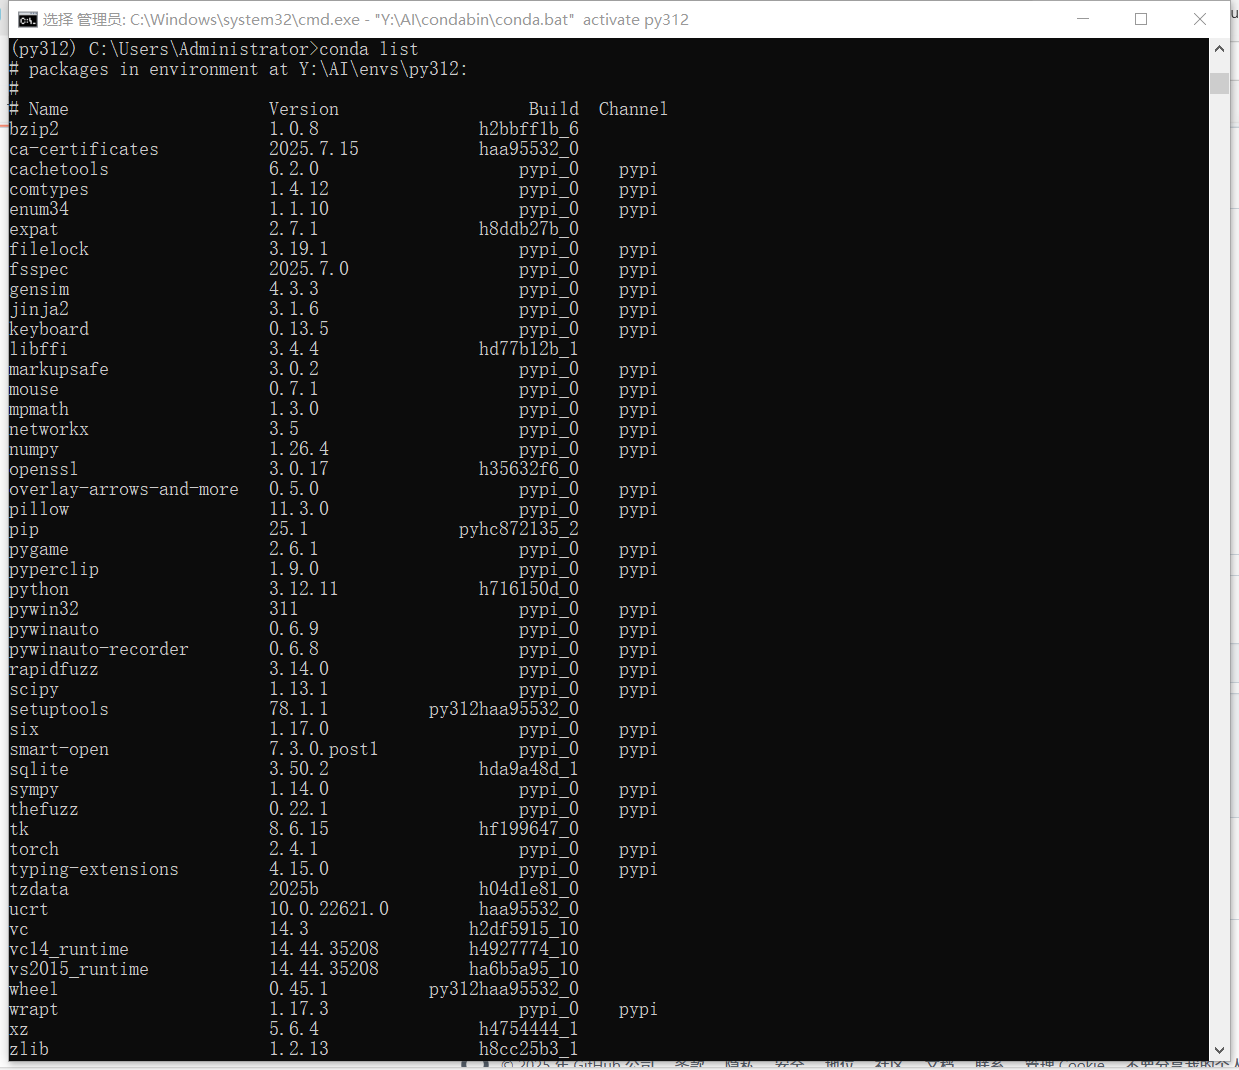 选择 管理员: C:\Windows\system32\cmd.exe - "Y:\AI\condabin\conda.bat" activate py312
(py312) C:\Users\Administrator>conda list
# packages in environment at Y:\AI\envs\py312:
#
# Name Version Build Channel
bzip2 1.0.8 h2bbff1b_6
ca-certificates 2025.7.15 haa95532_0
cachetools 6.2.0 pypi_0 pypi
comtypes 1.4.12 pypi_0 pypi
enum34 1.1.10 pypi_0 pypi
expat 2.7.1 h8ddb27b_0
filelock 3.19.1 pypi_0 pypi
fsspec 2025.7.0 pypi_0 pypi
gensim 4.3.3 pypi_0 pypi
jinja2 3.1.6 pypi_0 pypi
keyboard 0.13.5 pypi_0 pypi
libffi 3.4.4 hd77b12b_1
markupsafe 3.0.2 pypi_0 pypi
mouse 0.7.1 pypi_0 pypi
mpmath 1.3.0 pypi_0 pypi
networkx 3.5 pypi_0 pypi
numpy 1.26.4 pypi_0 pypi
openssl 3.0.17 h35632f6_0
overlay-arrows-and-more 0.5.0 pypi_0 pypi
pillow 11.3.0 pypi_0 pypi
pip 25.1 pyhc872135_2
pygame 2.6.1 pypi_0 pypi
pyperclip 1.9.0 pypi_0 pypi
python 3.12.11 h716150d_0
pywin32 311 pypi_0 pypi
pywinauto 0.6.9 pypi_0 pypi
pywinauto-recorder 0.6.8 pypi_0 pypi
rapidfuzz 3.14.0 pypi_0 pypi
scipy 1.13.1 pypi_0 pypi
setuptools 78.1.1 py312haa95532_0
six 1.17.0 pypi_0 pypi
smart-open 7.3.0.post1 pypi_0 pypi
sqlite 3.50.2 hda9a48d_1
sympy 1.14.0 pypi_0 pypi
thefuzz 0.22.1 pypi_0 pypi
tk 8.6.15 hf199647_0
torch 2.4.1 pypi_0 pypi
typing-extensions 4.15.0 pypi_0 pypi
tzdata 2025b h04d1e81_0
ucrt 10.0.22621.0 haa95532_0
vc 14.3 h2df5915_10
vc14_runtime 14.44.35208 h4927774_10
vs2015_runtime 14.44.35208 ha6b5a95_10
wheel 0.45.1 py312haa95532_0
wrapt 1.17.3 pypi_0 pypi
xz 5.6.4 h4754444_1
zlib 1.2.13 h8cc25b3_1